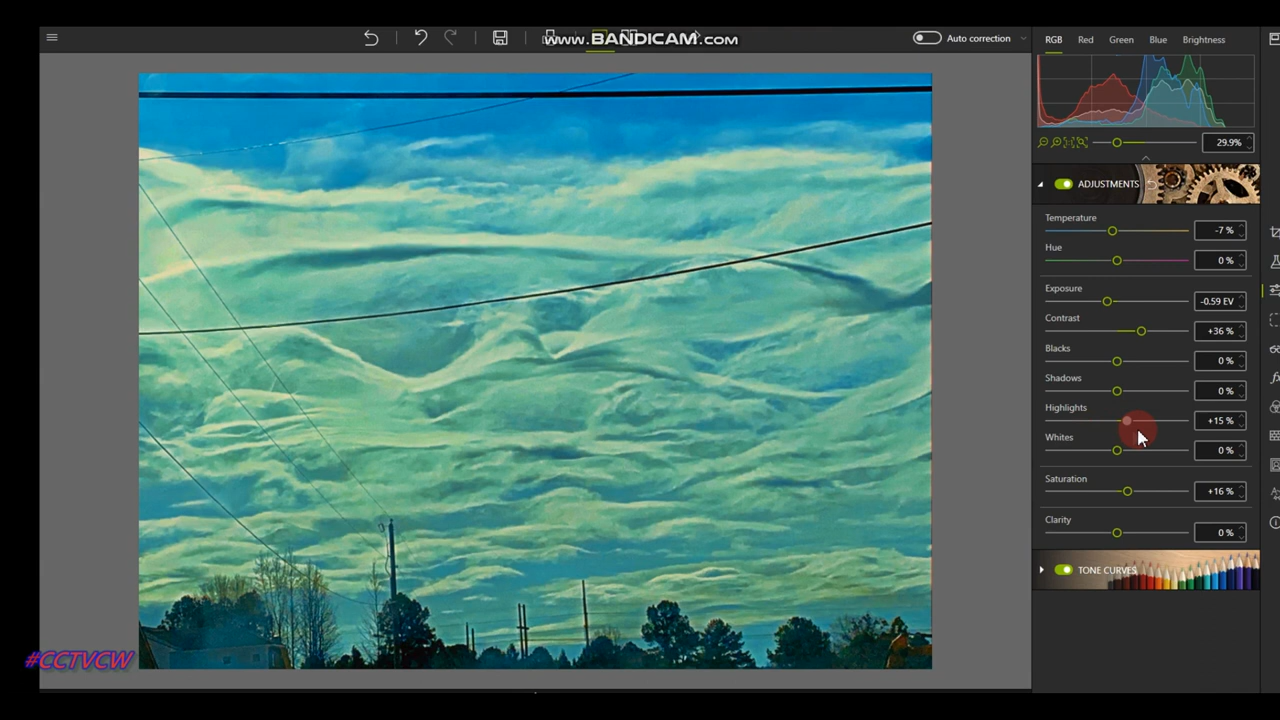 www.BANDICAM.com
Auto correction
RGB Red Green Blue Brightness
29.9%
ADJUSTMENTS
Temperature
-7 %
Hue
0 %
Exposure
-0.59 EV
Contrast
+36 %
Blacks
0 %
Shadows
0 %
Highlights
+15 %
Whites
0 %
Saturation
+16 %
Clarity
0 %
TONE CURVES
#CCTVCW